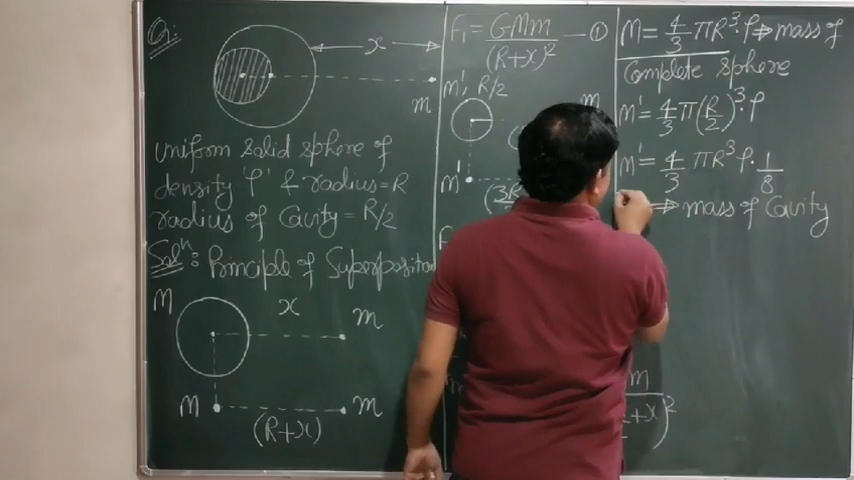 Q:
x
m
uniform solid sphere of
density 'ρ' & radius = R
radius of Cavity = R/2
Solⁿ: Principle of Superposition
M x m
M m
(R+x)
F₁ = GMm/(R+x)² — ①
M', R/2
m
M'
M = 4/3 πR³·ρ ⇒ mass of
Complete sphere
M' = 4/3 π(R/2)³·ρ
M' = 4/3 πR³ρ·1/8
⇒ mass of Cavity
m
+x)²